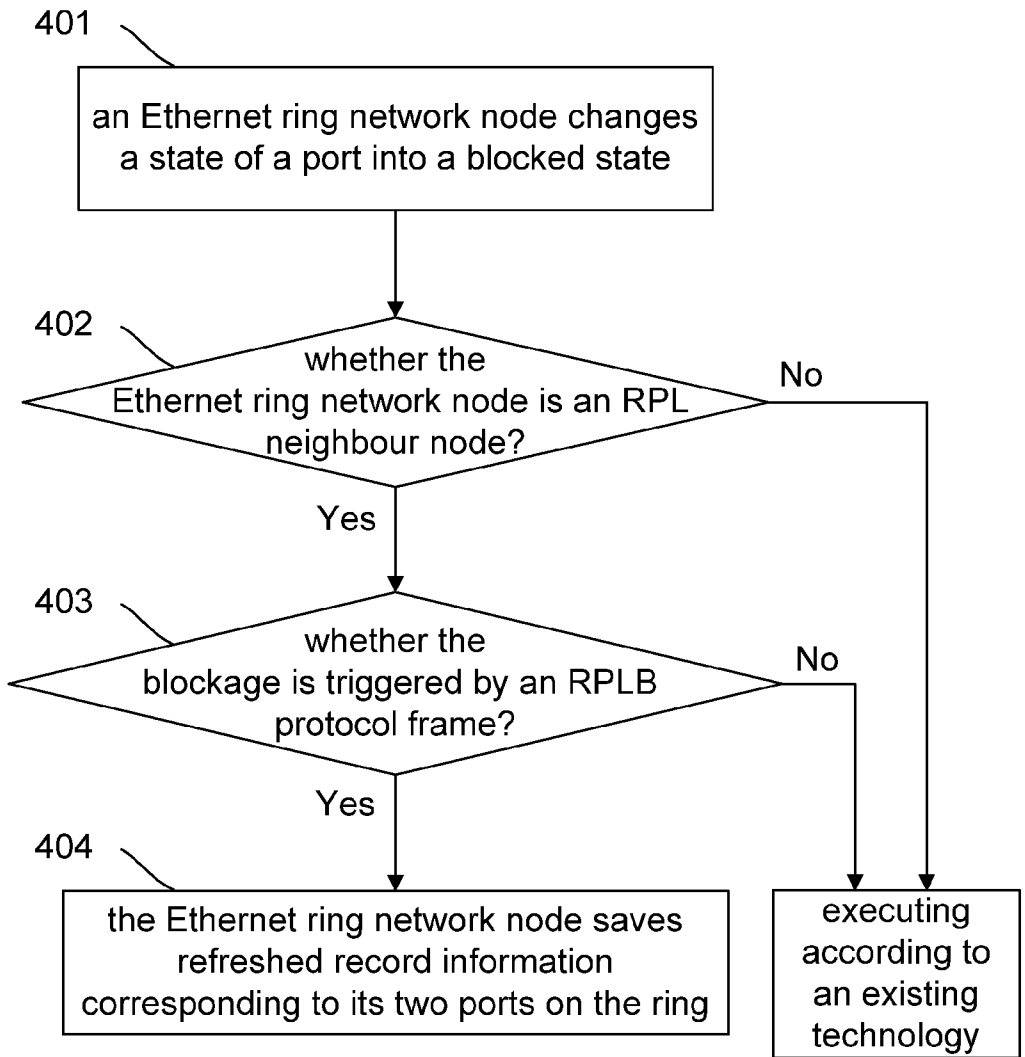 401
an Ethernet ring network node changes
a state of a port into a blocked state
402
whether the
Ethernet ring network node is an RPL
neighbour node?
No
Yes
403
whether the
blockage is triggered by an RPLB
protocol frame?
No
Yes
404
the Ethernet ring network node saves
refreshed record information
corresponding to its two ports on the ring
executing
according to
an existing
technology